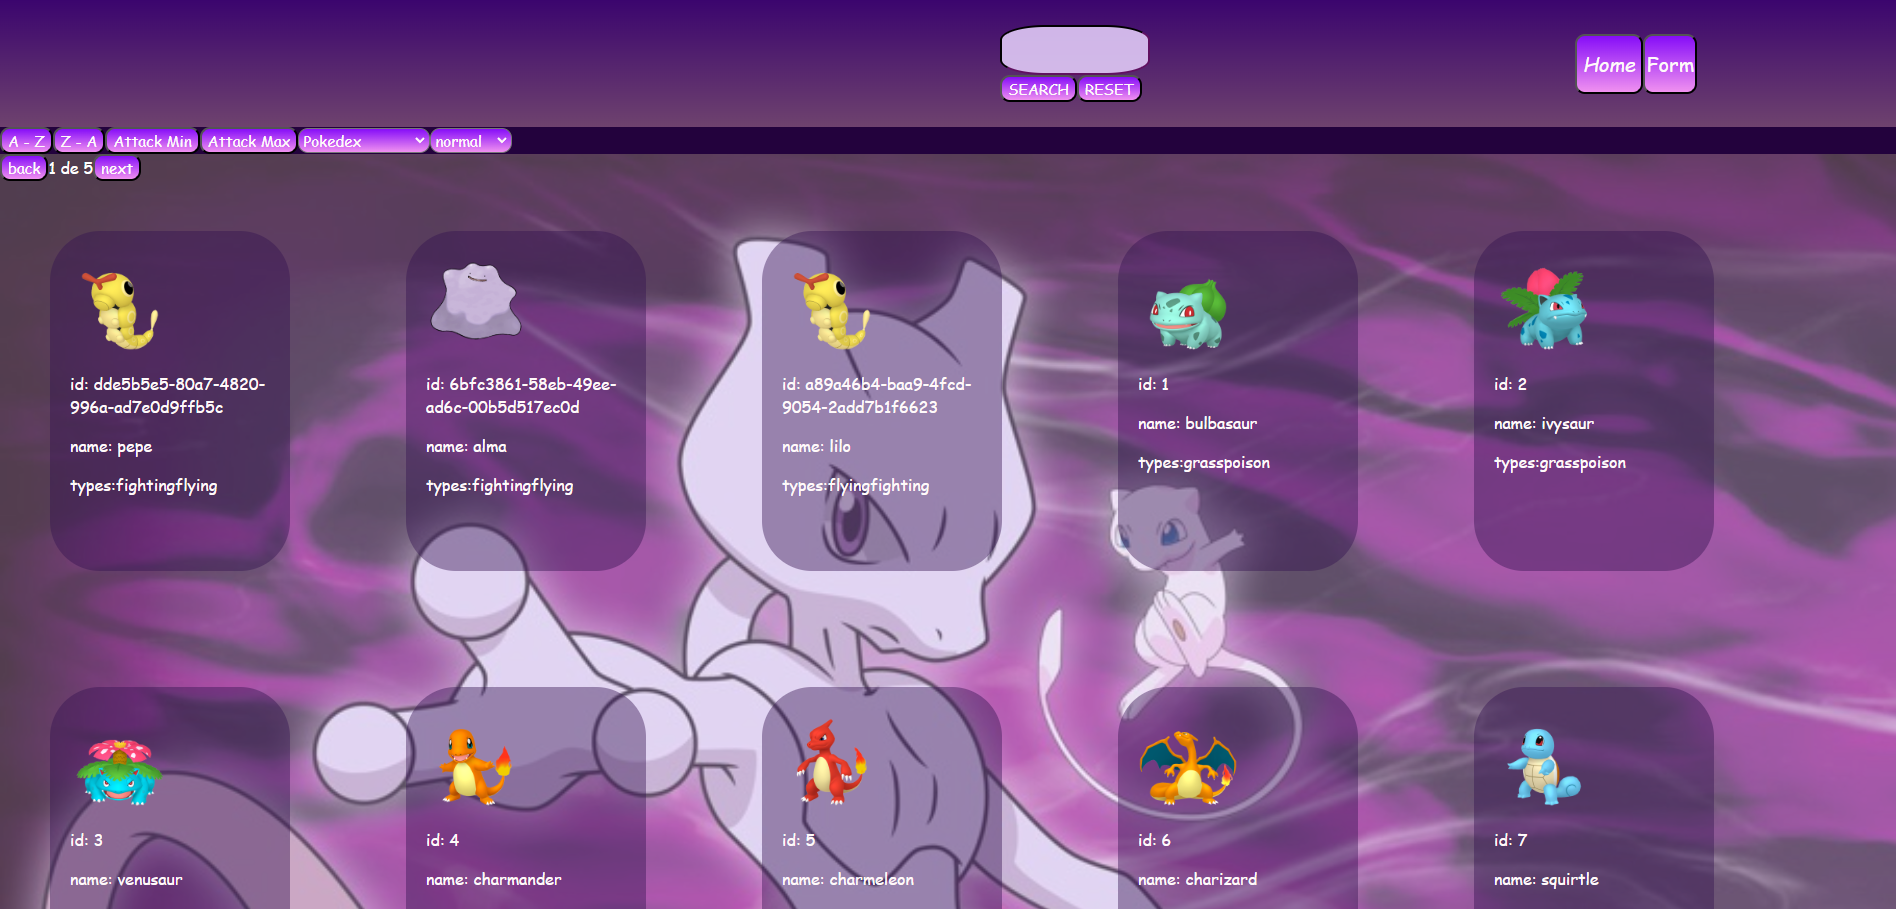 Home Form
SEARCH RESET
A - Z Z - A Attack Min Attack Max Pokedex normal
back 1 de 5 next
id: dde5b5e5-80a7-4820-
996a-ad7e0d9ffb5c
name: pepe
types:fightingflying
id: 6bfc3861-58eb-49ee-
ad6c-00b5d517ec0d
name: alma
types:fightingflying
id: a89a46b4-baa9-4fcd-
9054-2add7b1f6623
name: lilo
types:flyingfighting
id: 1
name: bulbasaur
types:grasspoison
id: 2
name: ivysaur
types:grasspoison
id: 3
name: venusaur
id: 4
name: charmander
id: 5
name: charmeleon
id: 6
name: charizard
id: 7
name: squirtle